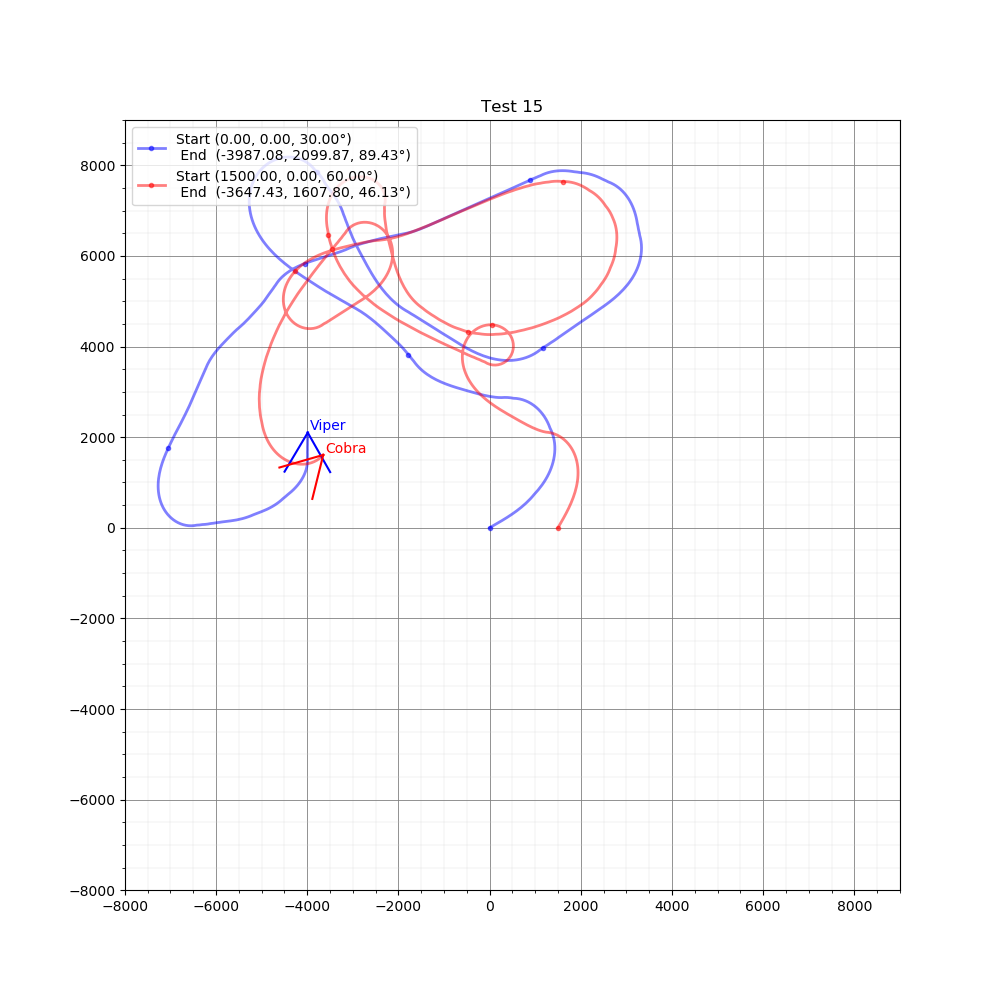 Test 15
Start (0.00, 0.00, 30.00°)
End (-3987.08, 2099.87, 89.43°)
Start (1500.00, 0.00, 60.00°)
End (-3647.43, 1607.80, 46.13°)
8000
6000
4000
2000
0
−2000
−4000
−6000
−8000
Viper
Cobra
−8000 −6000 −4000 −2000 0 2000 4000 6000 8000